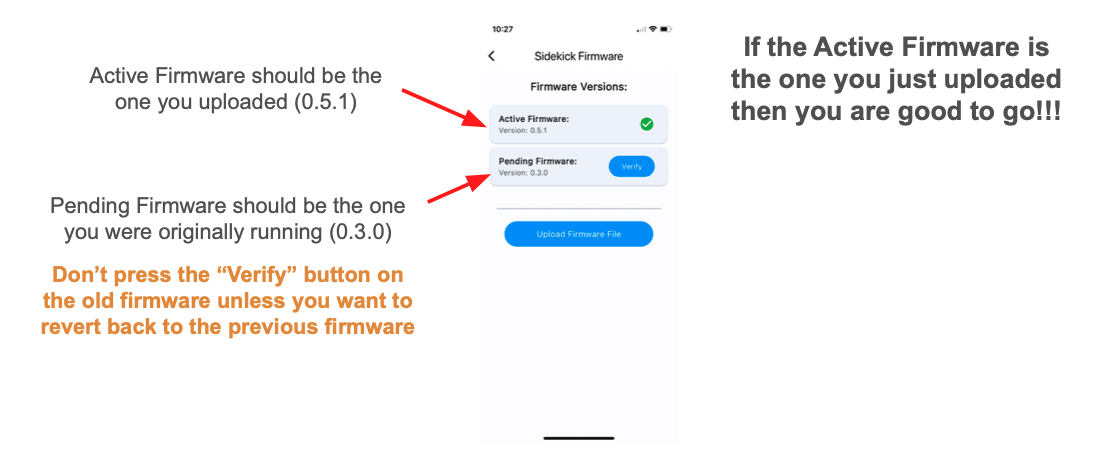 Active Firmware should be the
one you uploaded (0.5.1)
Pending Firmware should be the one
you were originally running (0.3.0)
Don’t press the “Verify” button on
the old firmware unless you want to
revert back to the previous firmware
10:27
Sidekick Firmware
Firmware Versions:
Active Firmware:
Version: 0.5.1
Pending Firmware:
Version: 0.3.0
Verify
Upload Firmware File
If the Active Firmware is
the one you just uploaded
then you are good to go!!!